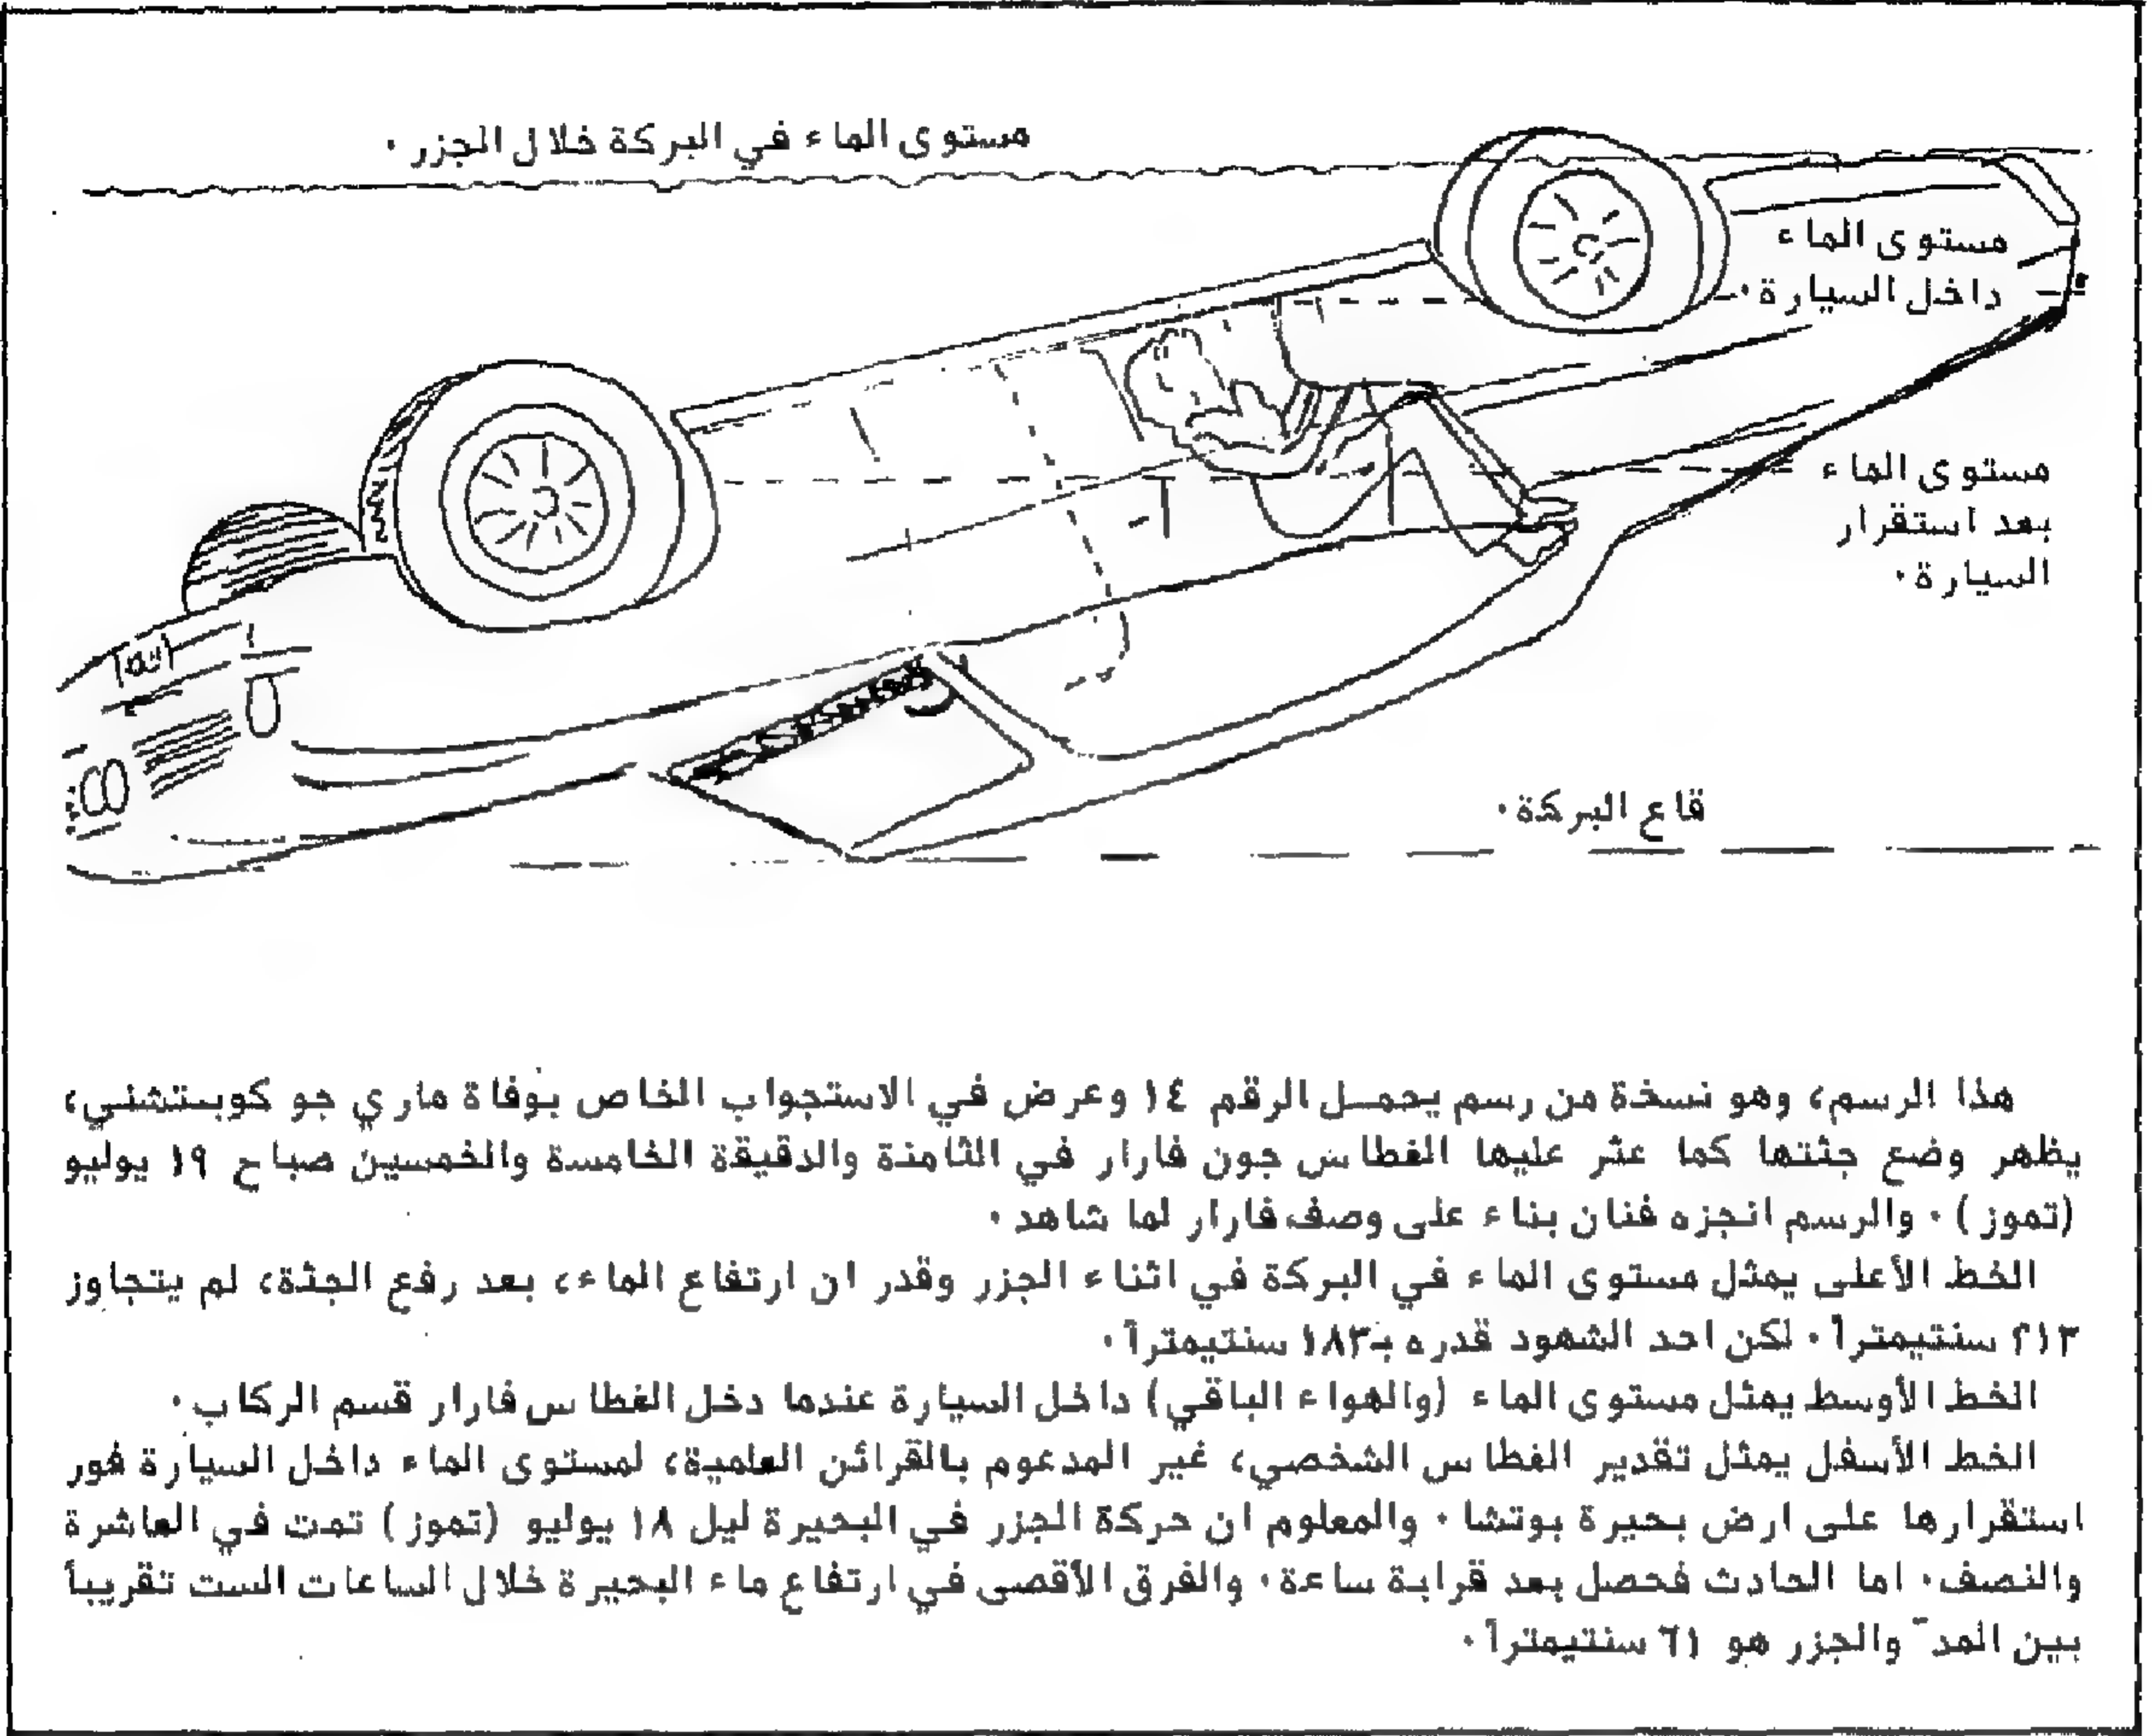 مستوى الماء في البركة خلال الجزر.
مستوى الماء
داخل السيارة.
مستوى الماء
بعد استقرار
السيارة.
قاع البركة.
هذا الرسم، وهو نسخة من رسم يحمل الرقم ١٤ وعرض في الاستجواب الخاص بوفاة ماري جو كوبتشني،
يظهر وضع جثتها كما عثر عليها الغطاس جون فارار في الثامنة والدقيقة الخامسة والخمسين صباح ١٩ يوليو
(تموز). والرسم انجزه فنان بناء على وصف فارار لما شاهد.
الخط الأعلى يمثل مستوى الماء في البركة في اثناء الجزر وقدر ان ارتفاع الماء، بعد رفع الجثة، لم يتجاوز
٢١٣ سنتيمتراً. لكن احد الشهود قدره بـ١٨٣ سنتيمتراً.
الخط الأوسط يمثل مستوى الماء (والهواء الباقي) داخل السيارة عندما دخل الغطاس فارار قسم الركاب.
الخط الأسفل يمثل تقدير الغطاس الشخصي، غير المدعوم بالقرائن العلمية، لمستوى الماء داخل السيارة فور
استقرارها على ارض بحيرة بوتشا. والمعلوم ان حركة الجزر في البحيرة ليل ١٨ يوليو (تموز) تمت في العاشرة
والنصف. اما الحادث فحصل بعد قرابة ساعة. والفرق الأقصى في ارتفاع ماء البحيرة خلال الساعات الست تقريباً
بين المدّ والجزر هو ٦١ سنتيمتراً.